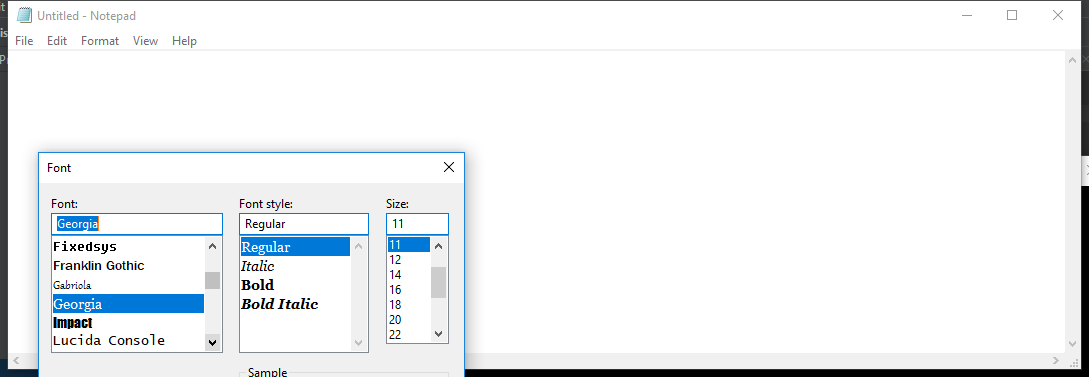 Untitled - Notepad
File Edit Format View Help
Font
Font: Font style: Size:
Georgia Regular 11
Fixedsys
Franklin Gothic
Gabriola
Georgia
Impact
Lucida Console
Regular
Italic
Bold
Bold Italic
11
12
14
16
18
20
22
Sample